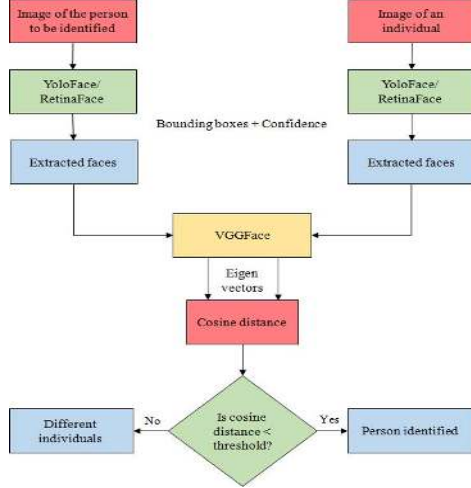 Image of the person
to be identified
Image of an
individual
YoloFace/
RetinaFace
YoloFace/
RetinaFace
Bounding boxes + Confidence
Extracted faces
Extracted faces
VGGFace
Eigen
vectors
Cosine distance
Is cosine
distance <
threshold?
No
Yes
Different
individuals
Person identified